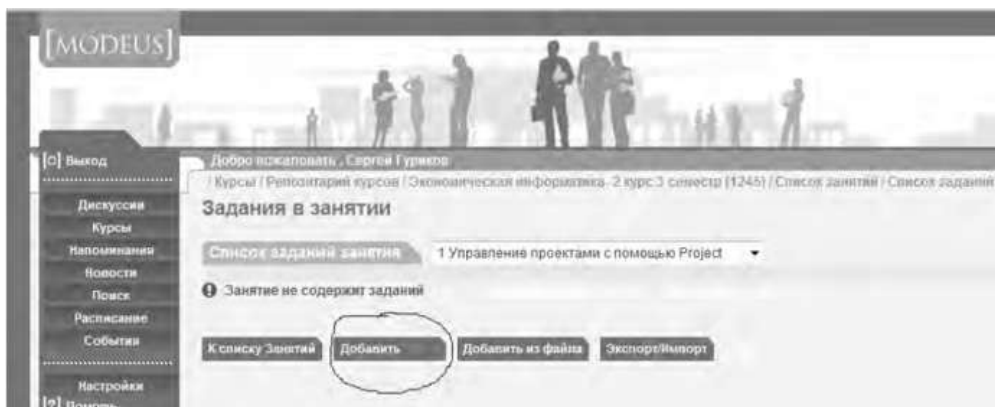 [MODEUS]
[О] Выход
Добро пожаловать, Сергей Гуриков
/ Курсы / Репозитарий курсов / Экономическая информатика- 2 курс 3 семестр (1245) / Список занятий / Список заданий
Дискуссии
Курсы
Напоминания
Новости
Поиск
Расписание
События
Настройки
[?] Помощь
Задания в занятии
Список заданий занятия
1 Управление проектами с помощью Project
Занятие не содержит заданий
К списку Занятий
Добавить
Добавить из файла
Экспорт/Импорт